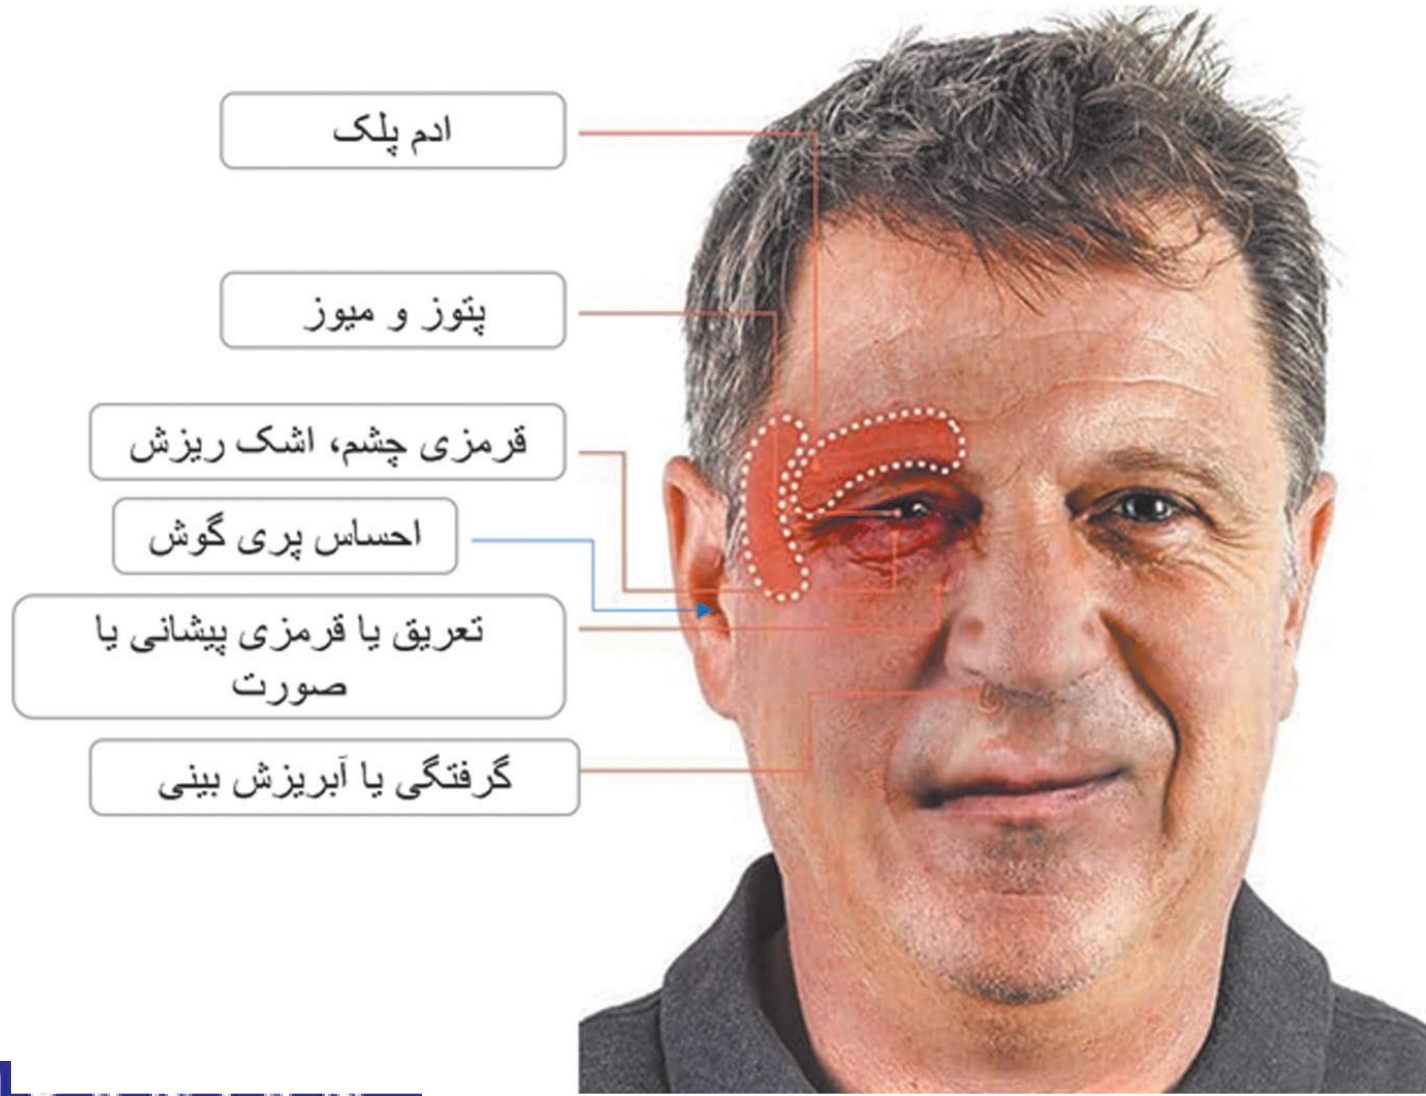 ادم پلک
پتوز و میوز
قرمزی چشم، اشک ریزش
احساس پری گوش
تعریق یا قرمزی پیشانی یا
صورت
گرفتگی یا آبریزش بینی